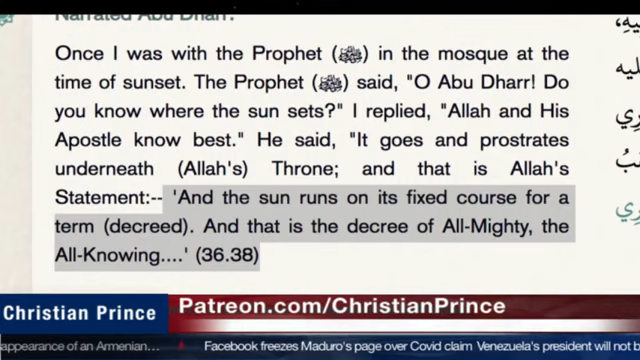 Narrated Abu Dharr:
Once I was with the Prophet (ﷺ) in the mosque at the
time of sunset. The Prophet (ﷺ) said, "O Abu Dharr! Do
you know where the sun sets?" I replied, "Allah and His
Apostle know best." He said, "It goes and prostrates
underneath (Allah's) Throne; and that is Allah's
Statement:-- 'And the sun runs on its fixed course for a
term (decreed). And that is the decree of All-Mighty, the
All-Knowing....' (36.38)
Christian Prince
Patreon.com/ChristianPrince
appearance of an Armenian...
Facebook freezes Maduro's page over Covid claim Venezuela's president will not b